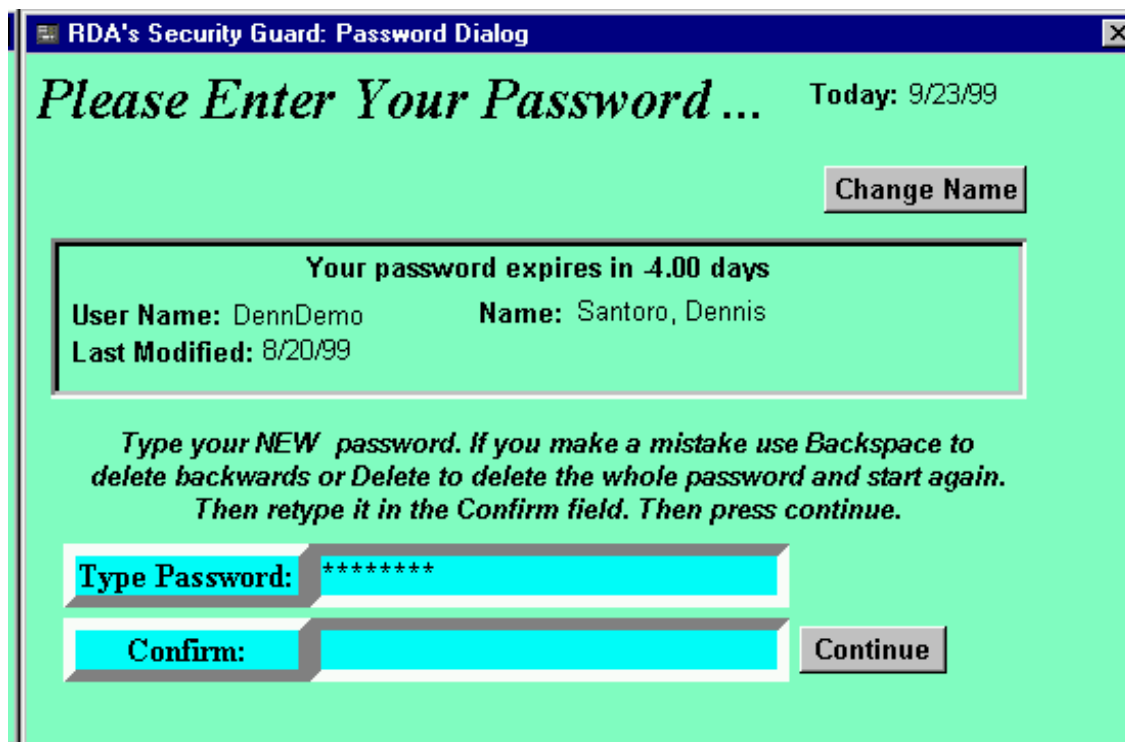 RDA's Security Guard: Password Dialog
Please Enter Your Password ...
Today: 9/23/99
Change Name
Your password expires in -4.00 days
User Name: DennDemo Name: Santoro, Dennis
Last Modified: 8/20/99
Type your NEW password. If you make a mistake use Backspace to
delete backwards or Delete to delete the whole password and start again.
Then retype it in the Confirm field. Then press continue.
Type Password: ********
Confirm:
Continue